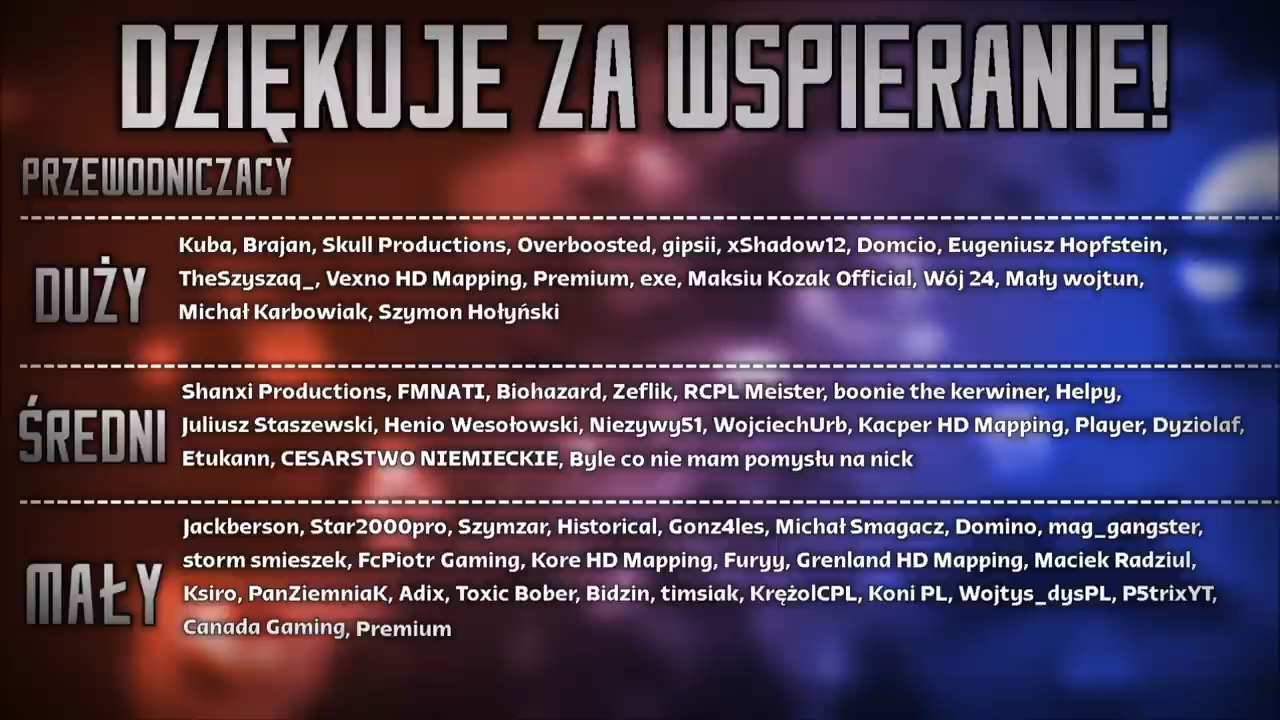 DZIĘKUJE ZA WSPIERANIE!
PRZEWODNICZACY
DUŻY
Kuba, Brajan, Skull Productions, Overboosted, gipsii, xShadow12, Domcio, Eugeniusz Hopfstein,
TheSzyszaq_, Vexno HD Mapping, Premium, exe, Maksiu Kozak Official, Wój 24, Mały wojtun,
Michał Karbowiak, Szymon Hołyński
ŚREDNI
Shanxi Productions, FMNATI, Biohazard, Zeflik, RCPL Meister, boonie the kerwiner, Helpy,
Juliusz Staszewski, Henio Wesołowski, Niezywy51, WojciechUrb, Kacper HD Mapping, Player, Dyziolaf,
Etukann, CESARSTWO NIEMIECKIE, Byle co nie mam pomysłu na nick
MAŁY
Jackberson, Star2000pro, Szymzar, Historical, Gonz4les, Michał Smagacz, Domino, mag_gangster,
storm smieszek, FcPiotr Gaming, Kore HD Mapping, Furyy, Grenland HD Mapping, Maciek Radziul,
Ksiro, PanZiemniaK, Adix, Toxic Bober, Bidzin, timsiak, KrężolCPL, Koni PL, Wojtys_dysPL, P5trixYT,
Canada Gaming, Premium